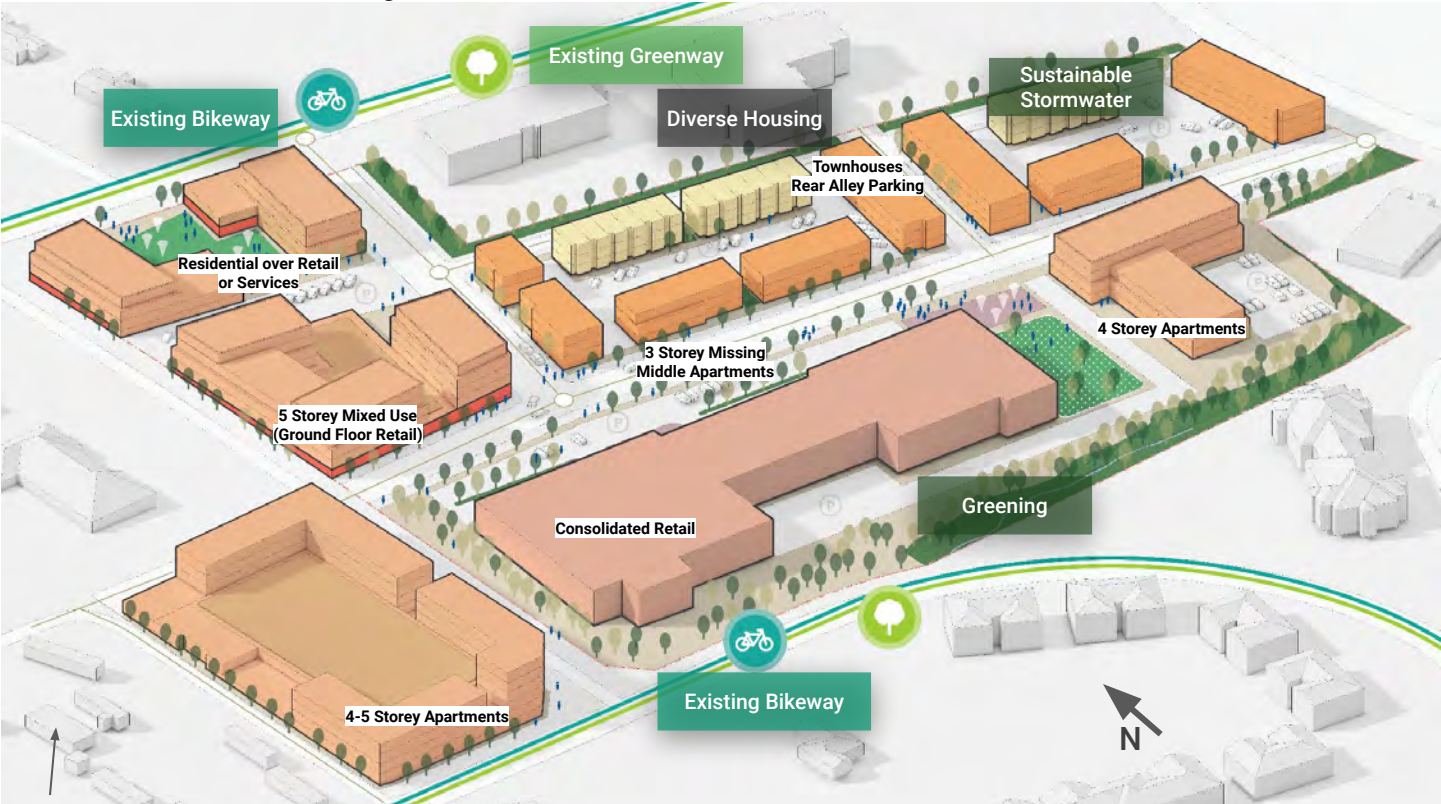 Existing Greenway
Existing Bikeway
Diverse Housing
Sustainable
Stormwater
Townhouses
Rear Alley Parking
Residential over Retail
or Services
P
P
P
P
P
P
4 Storey Apartments
3 Storey Missing
Middle Apartments
5 Storey Mixed Use
(Ground Floor Retail)
Consolidated Retail
Greening
Existing Bikeway
4-5 Storey Apartments
N